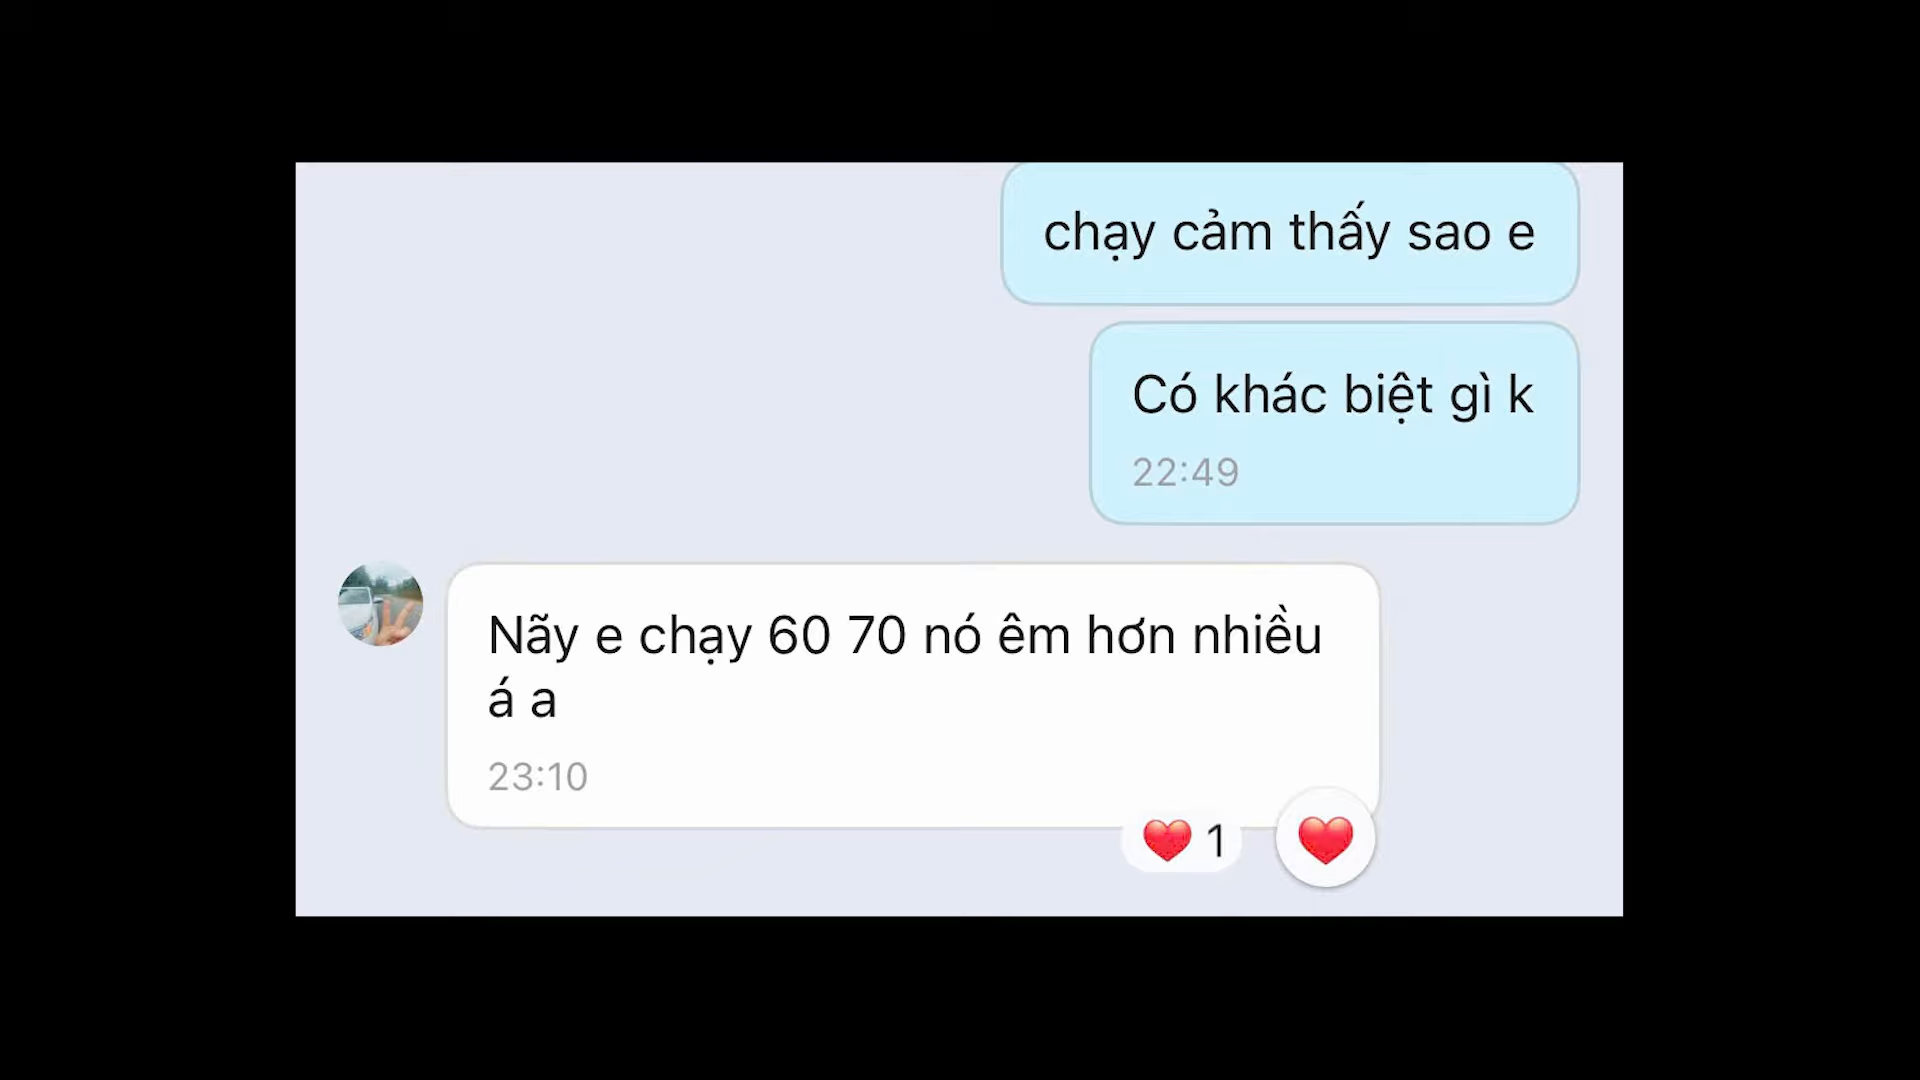 chạy cảm thấy sao e
Có khác biệt gì k
22:49
Nãy e chạy 60 70 nó êm hơn nhiều
á a
23:10
1